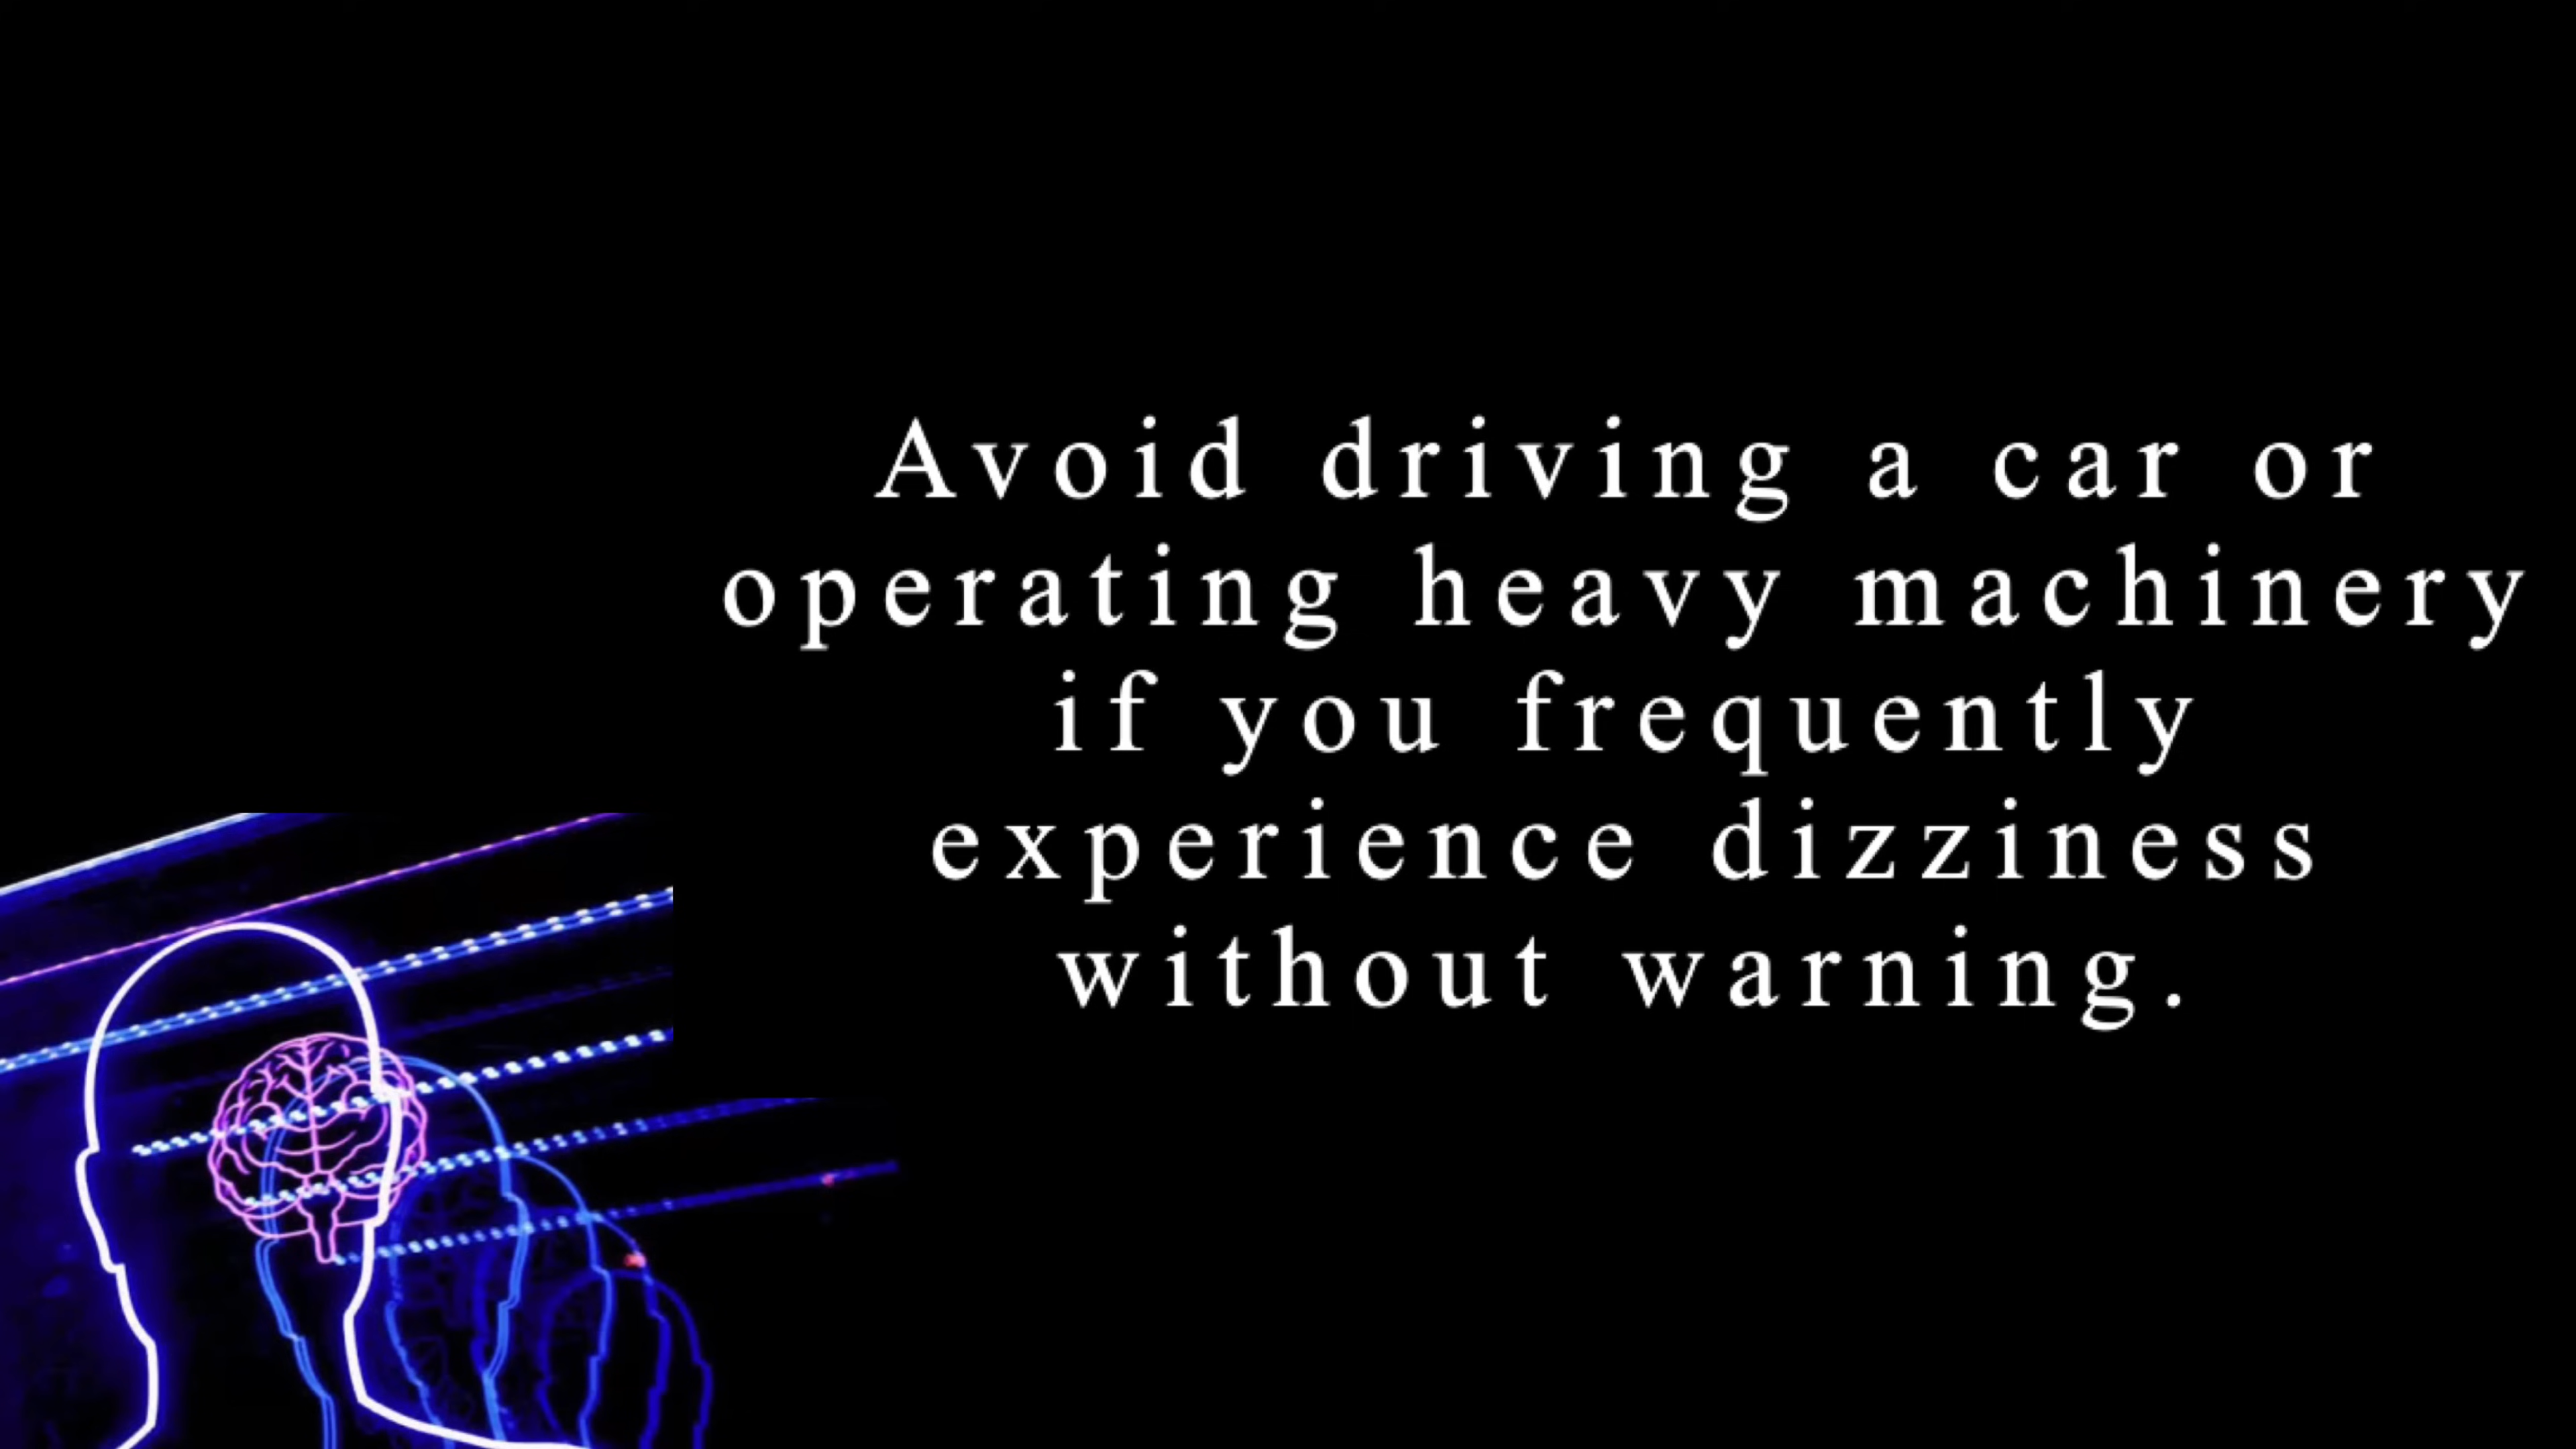 Avoid driving a car or
operating heavy machinery
if you frequently
experience dizziness
without warning.